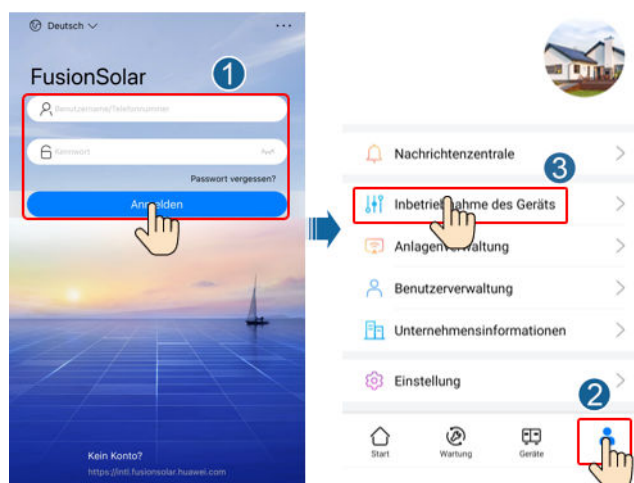 Deutsch
FusionSolar
1
Benutzername/Telefonnummer
Kennwort
Passwort vergessen?
Anmelden
Kein Konto?
https://intl.fusionsolar.huawei.com
Nachrichtenzentrale
3
Inbetriebnahme des Geräts
Anlagenverwaltung
Benutzerverwaltung
Unternehmensinformationen
Einstellung
2
Start
Wartung
Geräte